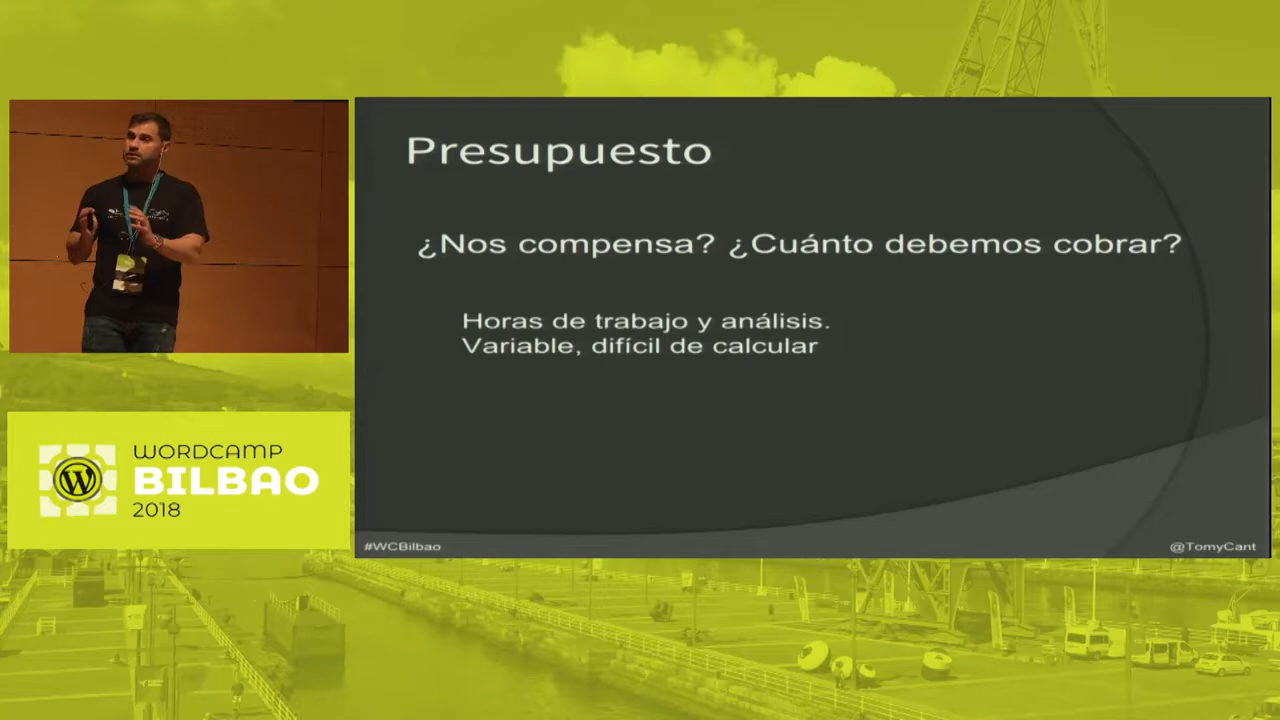 Presupuesto
¿Nos compensa? ¿Cuánto debemos cobrar?
Horas de trabajo y análisis.
Variable, difícil de calcular
#WCBilbao
@TomyCant
WORDCAMP
BILBAO
2018